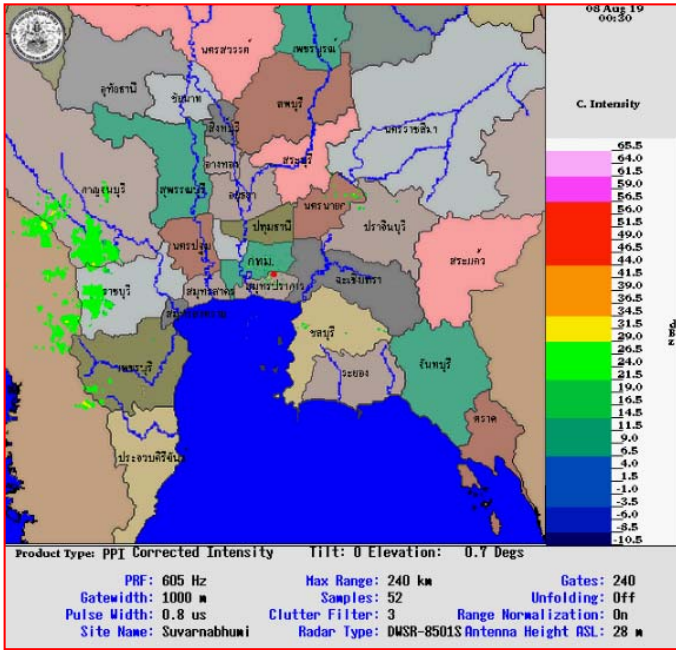 08 Aug 19
00:30
C. Intensity
นครสวรรค์
เพชรบูรณ์
อุทัยธานี
ชัยนาท
ลพบุรี
สิงห์บุรี
นครราชสีมา
อ่างทอง
สระบุรี
กาญจนบุรี
สุพรรณบุรี
อยุธยา
นครนายก
ปราจีนบุรี
ปทุมธานี
นครปฐม
กทม.
สระแก้ว
ฉะเชิงเทรา
ราชบุรี
สมุทรสาคร
สมุทรปราการ
ชลบุรี
เพชรบุรี
ระยอง
จันทบุรี
ตราด
ประจวบคีรีขัน
65.5
64.0
61.5
59.0
56.5
56.0
51.5
49.0
46.5
44.0
41.5
39.0
36.5
34.0
31.5
29.0
26.5
24.0
21.5
19.0
16.5
14.5
11.5
9.0
6.5
4.0
1.5
-1.0
-3.5
-6.0
-8.5
-10.5
Product Type: PPI Corrected Intensity Tilt: 0 Elevation: 0.7 Degs
PRF: 605 Hz Max Range: 240 km Gates: 240
Gatewidth: 1000 m Samples: 52 Unfolding: Off
Pulse Width: 0.8 us Clutter Filter: 3 Range Normalization: On
Site Name: Suvarnabhumi Radar Type: DWSR-8501S Antenna Height ASL: 28 m